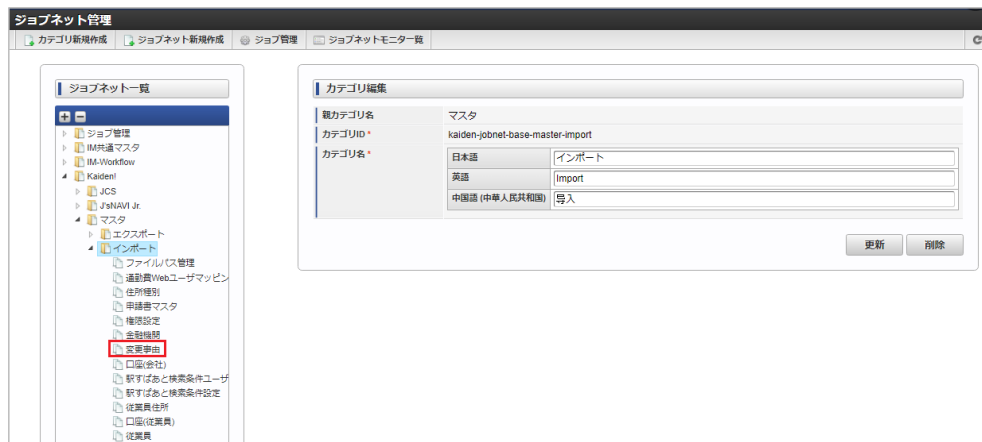 ジョブネット管理
カテゴリ新規作成 ジョブネット新規作成 ジョブ管理 ジョブネットモニタ一覧
ジョブネット一覧
ジョブ管理
IM共通マスタ
IM-Workflow
Kaiden!
JCS
J'sNAVI Jr.
マスタ
エクスポート
インポート
ファイルパス管理
通勤費Webユーザマッピン
住所種別
申請書マスタ
権限設定
金融機関
変更事由
口座(会社)
駅すぱあと検索条件ユーザ
駅すぱあと検索条件設定
従業員住所
口座(従業員)
従業員
カテゴリ編集
親カテゴリ名 マスタ
カテゴリID * kaiden-jobnet-base-master-import
カテゴリ名 * 日本語 インポート
英語 Import
中国語 (中華人民共和国) 导入
更新 削除